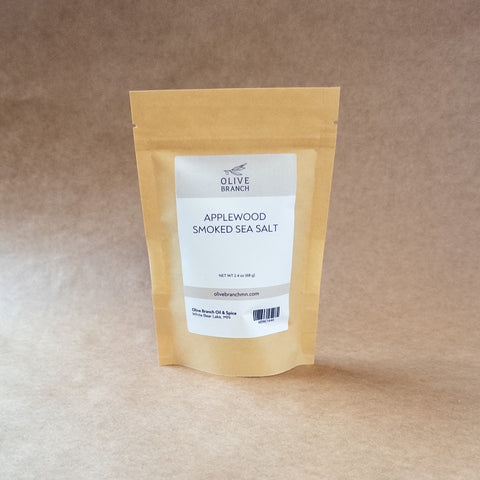 OLIVE
BRANCH
APPLEWOOD
SMOKED SEA SALT
NET WT 2.4 oz (68 g)
olivebranchmn.com
Olive Branch Oil & Spice
White Bear Lake, MN